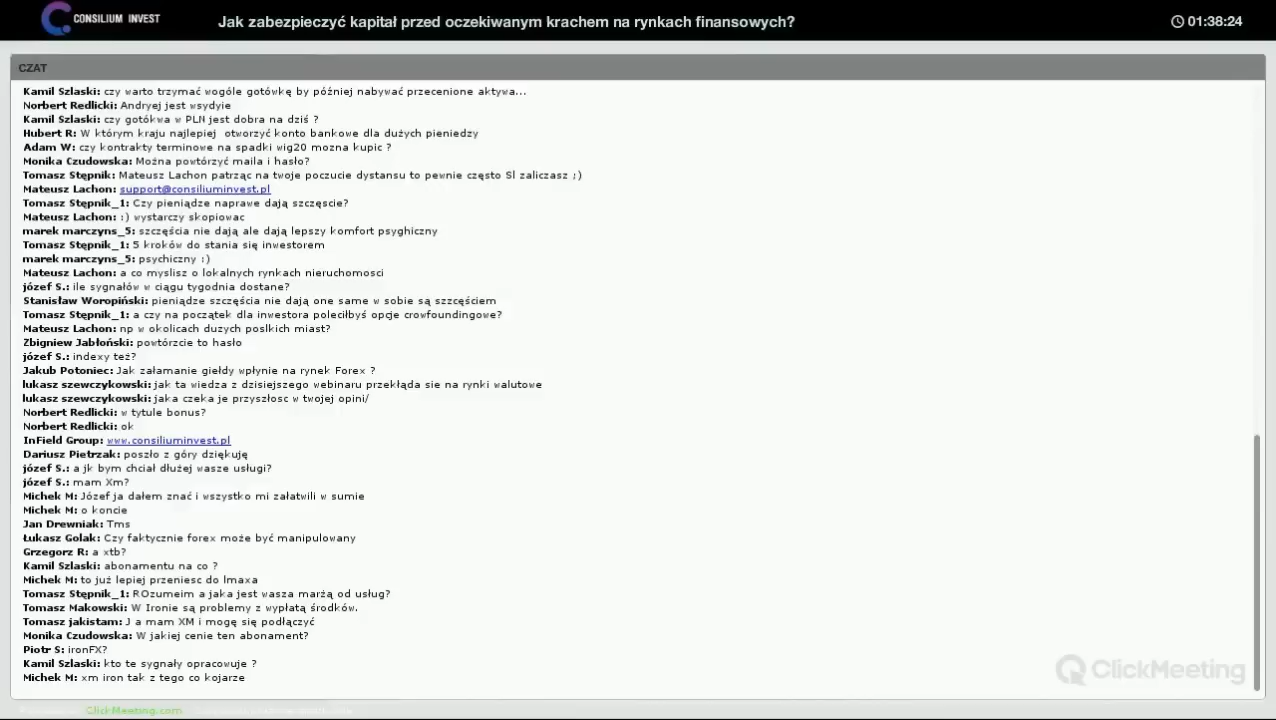 CONSILIUM INVEST
Jak zabezpieczyć kapitał przed oczekiwanym krachem na rynkach finansowych?
01:38:24
CZAT
Kamil Szlaski: czy warto trzymać wogóle gotówkę by później nabywać przecenione aktywa...
Norbert Redlicki: Andryej jest wsydyie
Kamil Szlaski: czy gotókwa w PLN jest dobra na dziś ?
Hubert R: W którym kraju najlepiej otworzyć konto bankowe dla dużych pieniedzy
Adam W: czy kontrakty terminowe na spadki wig20 mozna kupic ?
Monika Czudowska: Można powtórzyć maila i hasło?
Tomasz Stępnik: Mateusz Lachon patrząc na twoje poczucie dystansu to pewnie często Sl zaliczasz ;)
Mateusz Lachon: support@consiliuminvest.pl
Tomasz Stępnik_1: Czy pieniądze naprawe dają szczęscie?
Mateusz Lachon: :) wystarczy skopiowac
marek marczyns_5: szczęścia nie dają ale dają lepszy komfort psyghiczny
Tomasz Stępnik_1: 5 kroków do stania się inwestorem
marek marczyns_5: psychiczny :)
Mateusz Lachon: a co myslisz o lokalnych rynkach nieruchomosci
józef S.: ile sygnałów w ciągu tygodnia dostane?
Stanisław Woropiński: pieniądze szczęścia nie dają one same w sobie są szzcęściem
Tomasz Stępnik_1: a czy na początek dla inwestora poleciłbyś opcje crowfoundingowe?
Mateusz Lachon: np w okolicach duzych poslkich miast?
Zbigniew Jabłoński: powtórzcie to hasło
józef S.: indexy też?
Jakub Potoniec: Jak załamanie giełdy wpłynie na rynek Forex ?
lukasz szewczykowski: jak ta wiedza z dzisiejszego webinaru przekłąda sie na rynki walutowe
lukasz szewczykowski: jaka czeka je przyszłosc w twojej opini/
Norbert Redlicki: w tytule bonus?
Norbert Redlicki: ok
InField Group: www.consiliuminvest.pl
Dariusz Pietrzak: poszło z góry dziękuję
józef S.: a jk bym chciał dłużej wasze usługi?
józef S.: mam Xm?
Michek M: Józef ja dałem znać i wszystko mi załatwili w sumie
Michek M: o koncie
Jan Drewniak: Tms
Łukasz Golak: Czy faktycznie forex może być manipulowany
Grzegorz R: a xtb?
Kamil Szlaski: abonamentu na co ?
Michek M: to już lepiej przeniesc do lmaxa
Tomasz Stępnik_1: ROzumeim a jaka jest wasza marżą od usług?
Tomasz Makowski: W Ironie są problemy z wypłatą środków.
Tomasz jakistam: J a mam XM i mogę się podłączyć
Monika Czudowska: W jakiej cenie ten abonament?
Piotr S: ironFX?
Kamil Szlaski: kto te sygnały opracowuje ?
Michek M: xm iron tak z tego co kojarze
ClickMeeting
ClickMeeting.com